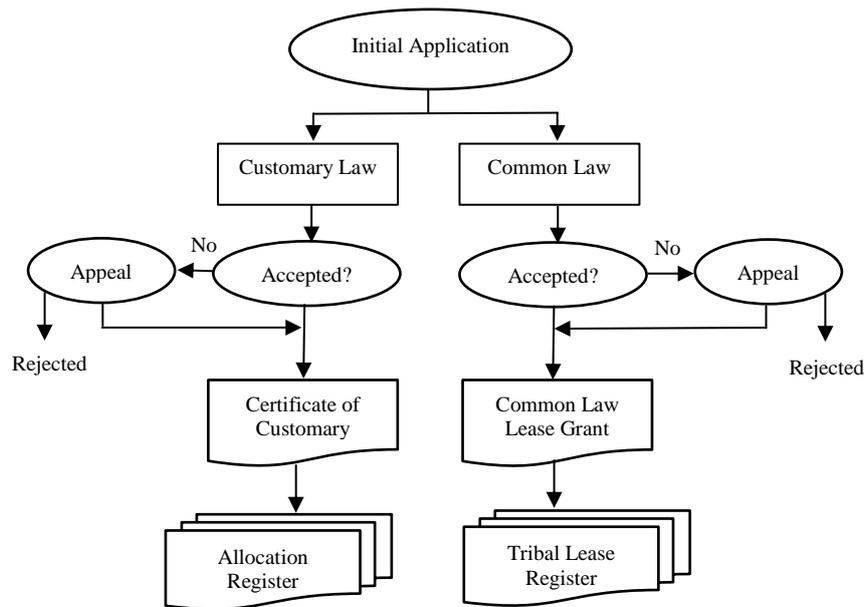 Initial Application
Customary Law
Common Law
No
No
Appeal
Accepted?
Accepted?
Appeal
Rejected
Rejected
Certificate of
Customary
Common Law
Lease Grant
Allocation
Register
Tribal Lease
Register